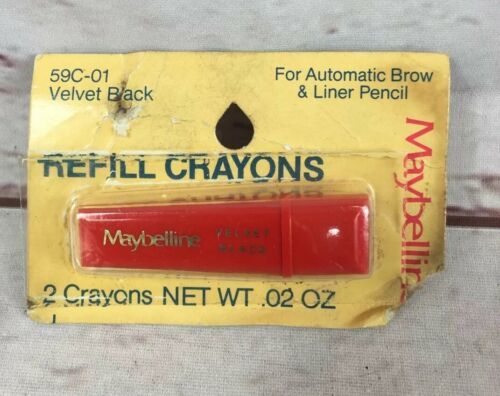 59C-01
Velvet Black
For Automatic Brow
& Liner Pencil
REFILL CRAYONS
Maybelline
VELVET
BLACK
Maybelline
2 Crayons NET WT .02 OZ